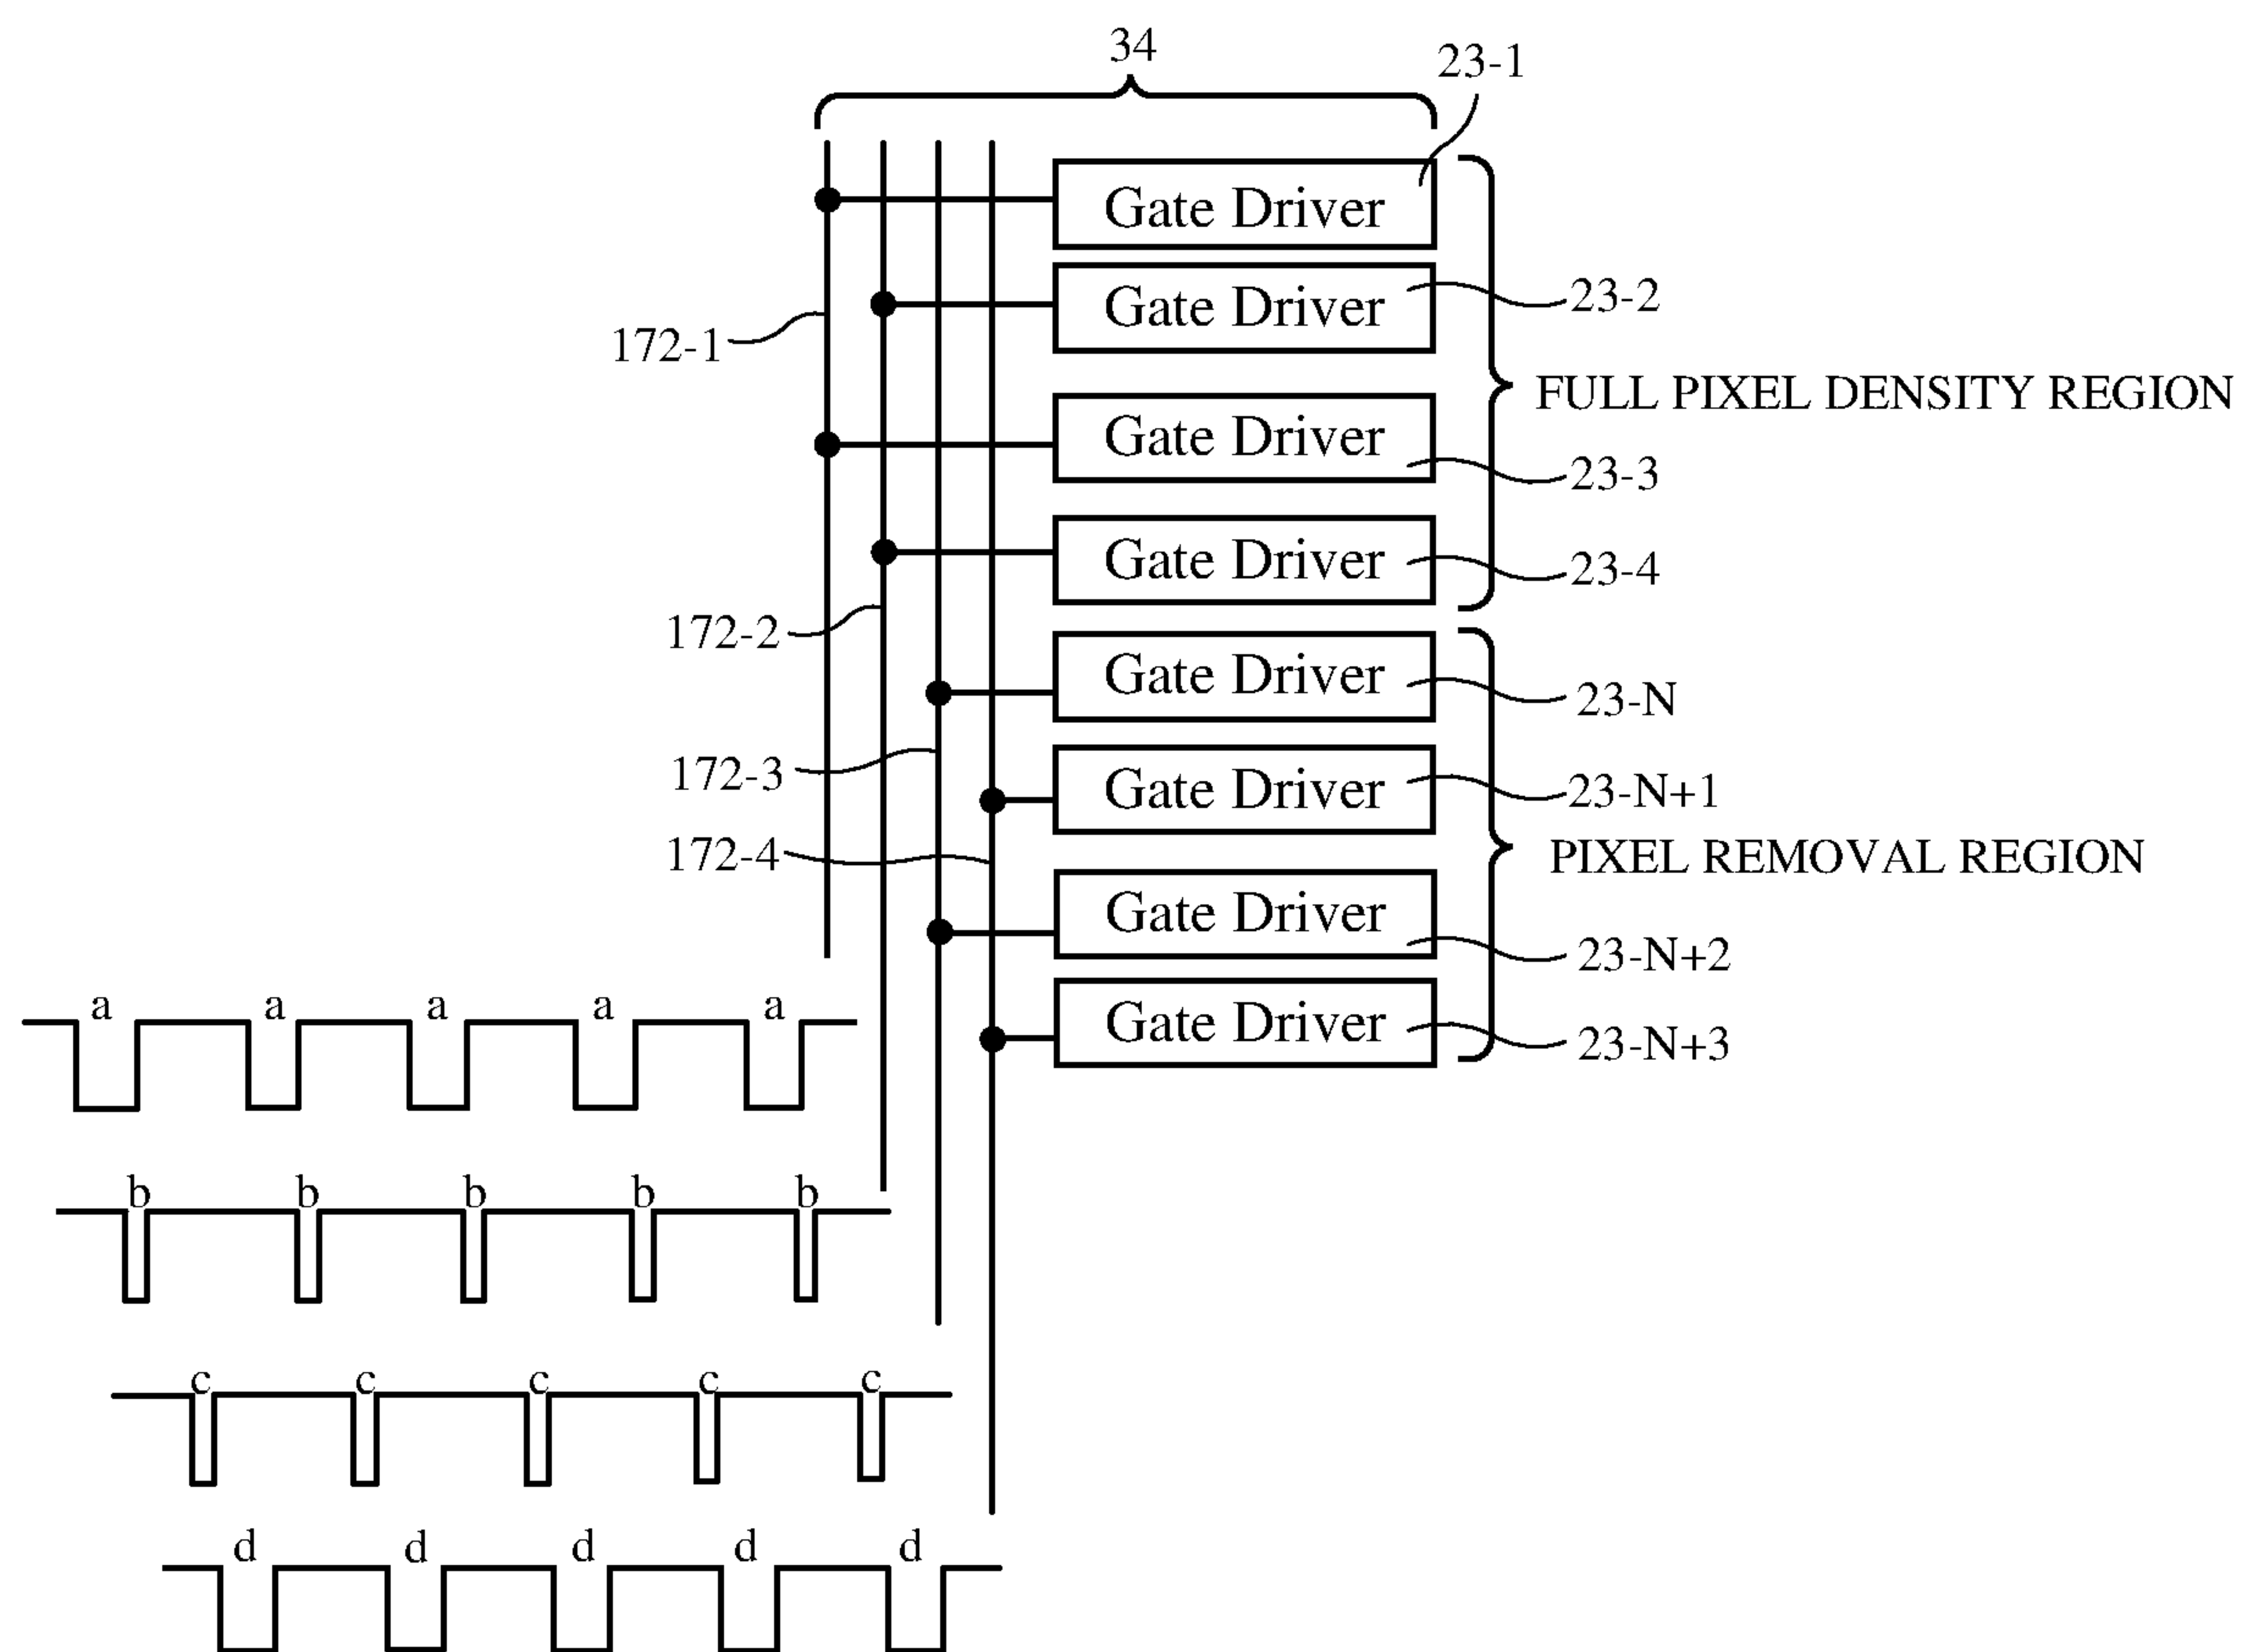 34
23-1
Gate Driver
Gate Driver
23-2
172-1
FULL PIXEL DENSITY REGION
Gate Driver
23-3
Gate Driver
23-4
172-2
Gate Driver
23-N
172-3
Gate Driver
23-N+1
172-4
PIXEL REMOVAL REGION
Gate Driver
23-N+2
a a a a a
Gate Driver
23-N+3
b b b b b
c c c c c
d d d d d